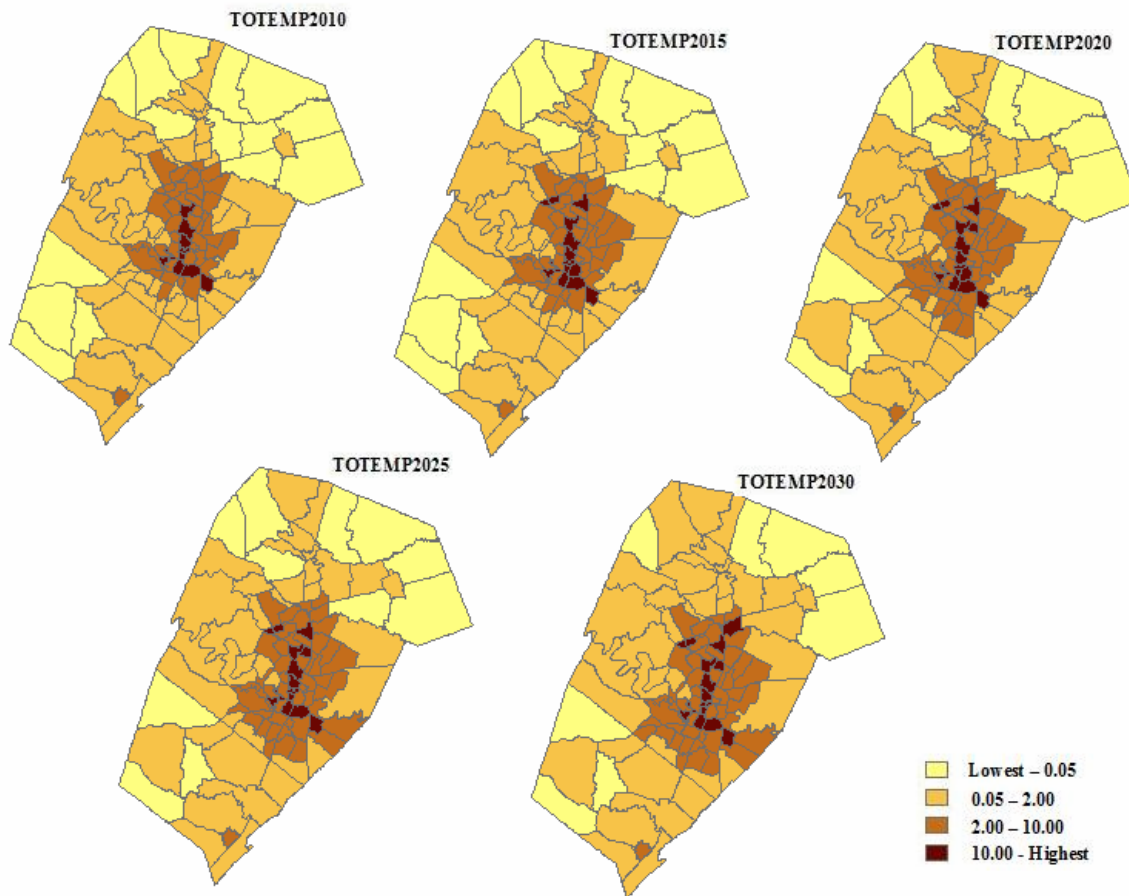 TOTEMP2010
TOTEMP2015
TOTEMP2020
TOTEMP2025
TOTEMP2030
Lowest – 0.05
0.05 – 2.00
2.00 – 10.00
10.00 - Highest